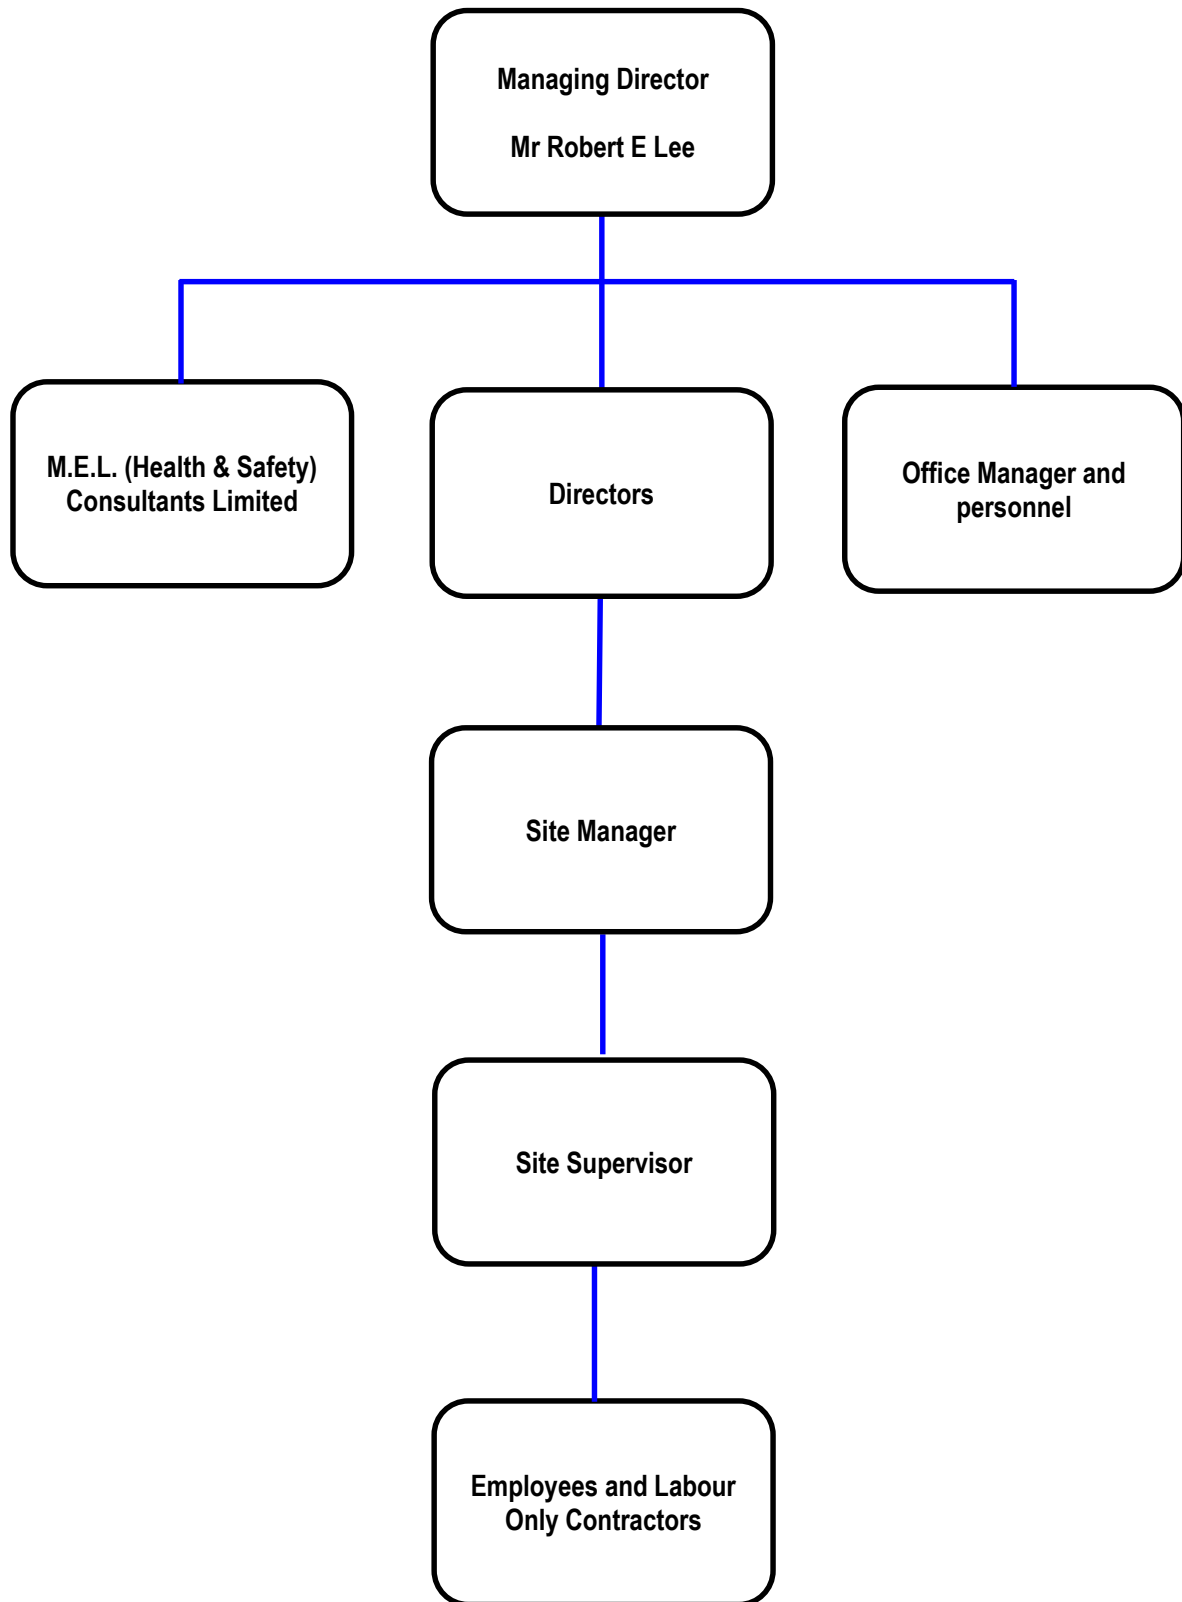 Managing Director
Mr Robert E Lee
M.E.L. (Health & Safety)
Consultants Limited
Directors
Office Manager and
personnel
Site Manager
Site Supervisor
Employees and Labour
Only Contractors